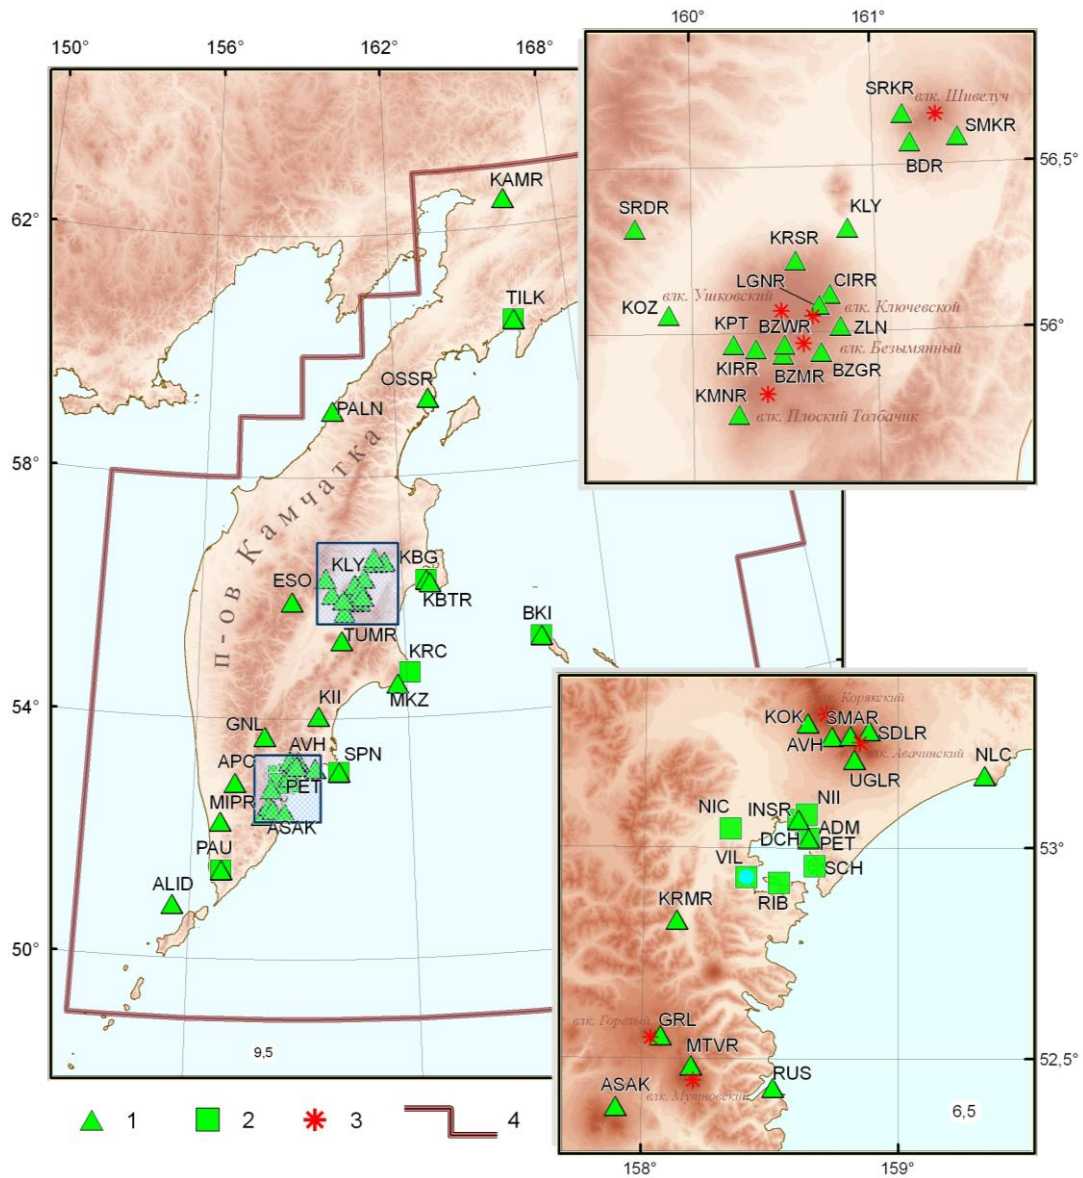 150°
156°
162°
168°
62°
58°
54°
50°
KAMR
TILK
OSSR
PALN
п-ов Камчатка
KLY
KBG
ESO
KBTR
BKI
TUMR
KRC
MKZ
KII
GNL
AVH
SPN
APC
PET
MIPR
ASAK
PAU
ALID
9,5
160°
161°
SRKR
влк. Шивелуч
SMKR
BDR
56,5°
SRDR
KLY
KRSR
LGNR
CIRR
влк. Ушковский
влк. Ключевской
KOZ
56°
KPT
BZWR
ZLN
влк. Безымянный
KIRR
BZMR
BZGR
KMNR
влк. Плоский Толбачик
влк. Корякский
KOK
SMAR
SDLR
AVH
влк. Авачинский
NLC
UGLR
NIC
INSR
NII
ADM
DCH
PET
53°
VIL
SCH
RIB
KRMR
влк. Горелый
GRL
MTVR
52,5°
ASAK
RUS
влк. Мутновский
6,5
158°
159°
1
2
3
4